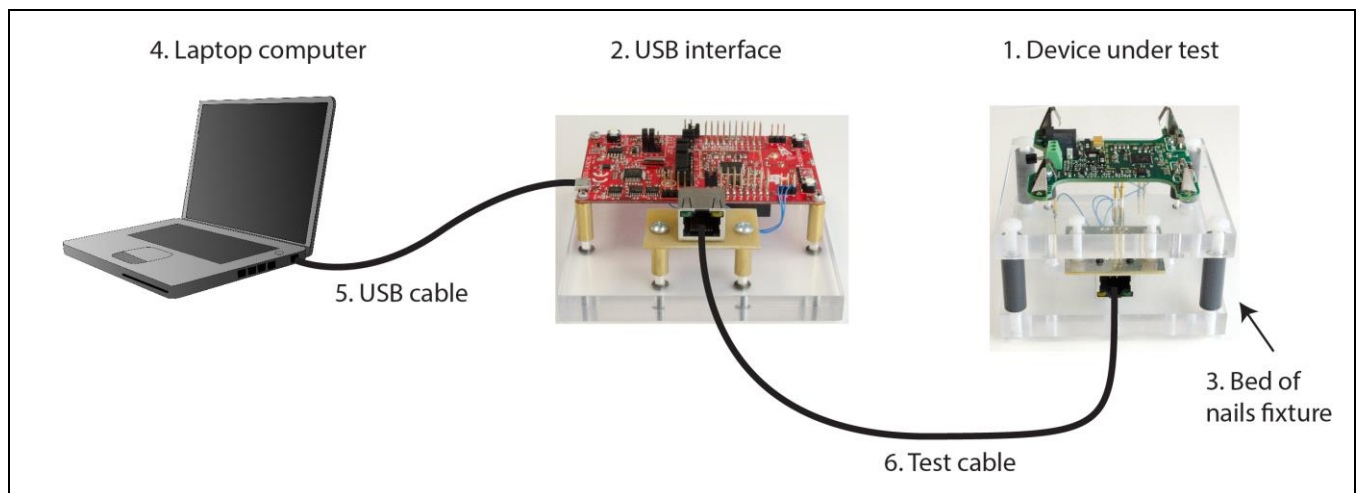 4. Laptop computer
2. USB interface
1. Device under test
5. USB cable
3. Bed of
nails fixture
6. Test cable